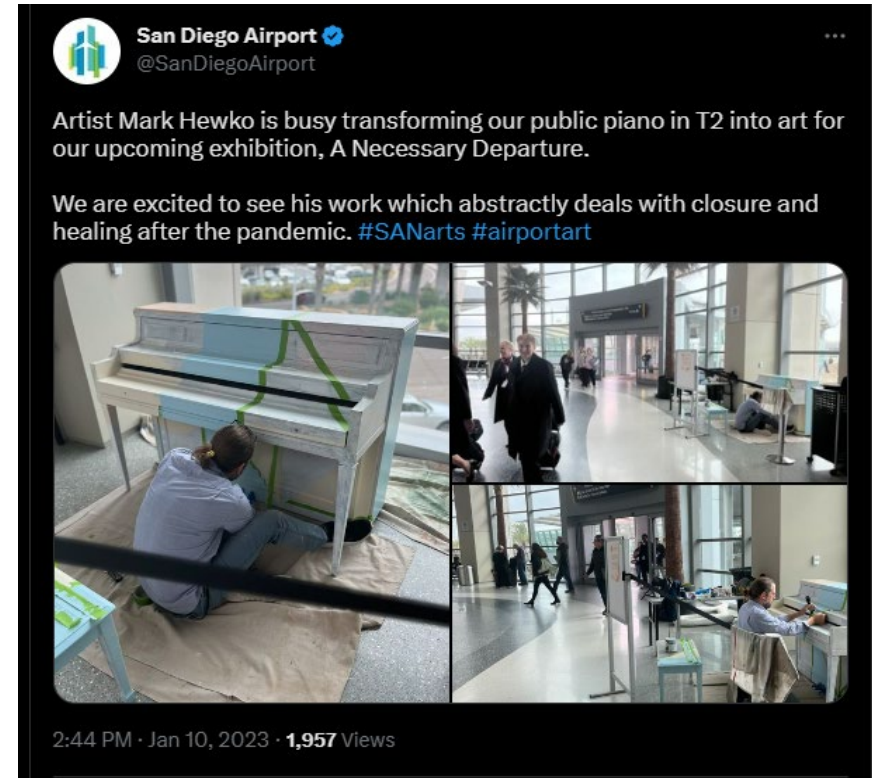 San Diego Airport
@SanDiegoAirport
Artist Mark Hewko is busy transforming our public piano in T2 into art for
our upcoming exhibition, A Necessary Departure.
We are excited to see his work which abstractly deals with closure and
healing after the pandemic. #SANarts #airportart
2:44 PM · Jan 10, 2023 · 1,957 Views